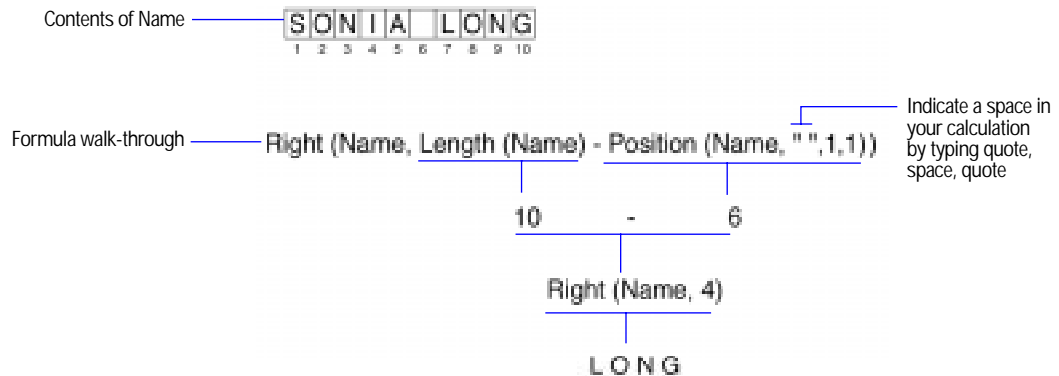 Contents of Name
SONIA LONG
1 2 3 4 5 6 7 8 9 10
Formula walk-through
Right (Name, Length (Name) - Position (Name, " ",1,1))
Indicate a space in
your calculation
by typing quote,
space, quote
10 - 6
Right (Name, 4)
L O N G